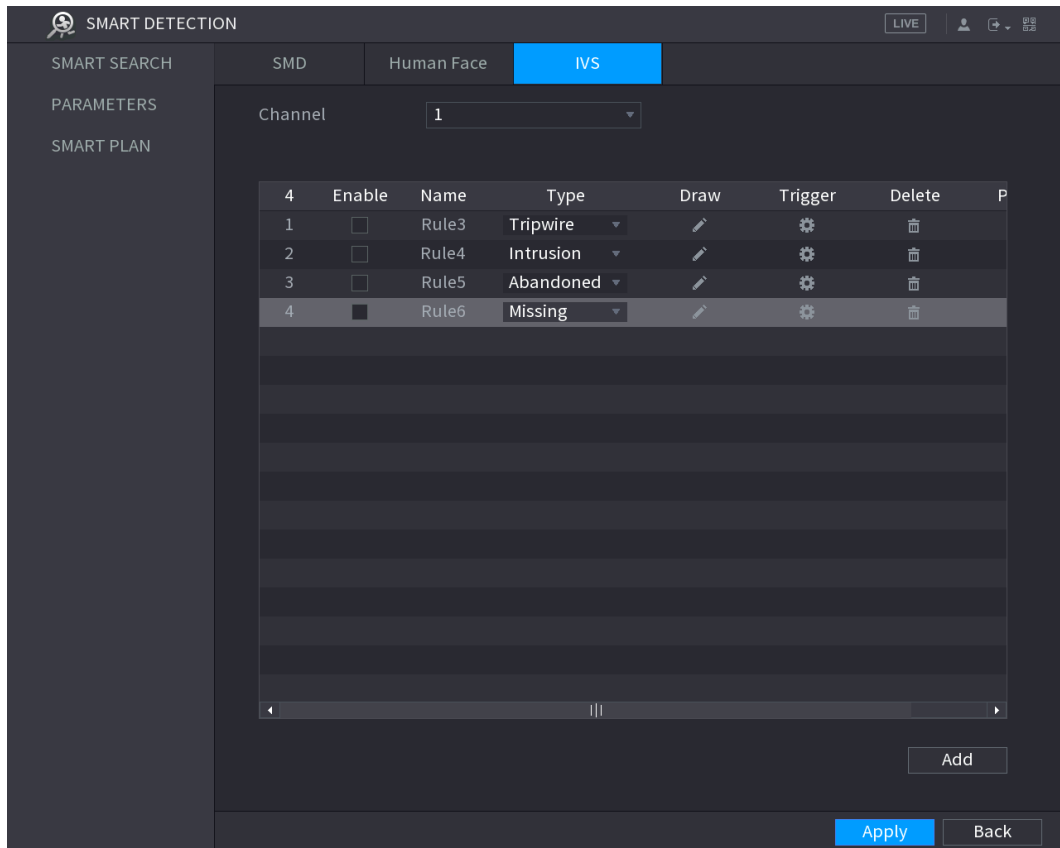 SMART DETECTION
LIVE
SMART SEARCH
PARAMETERS
SMART PLAN
SMD Human Face IVS
Channel 1
4 Enable Name Type Draw Trigger Delete P
1 Rule3 Tripwire
2 Rule4 Intrusion
3 Rule5 Abandoned
4 Rule6 Missing
Add
Apply Back